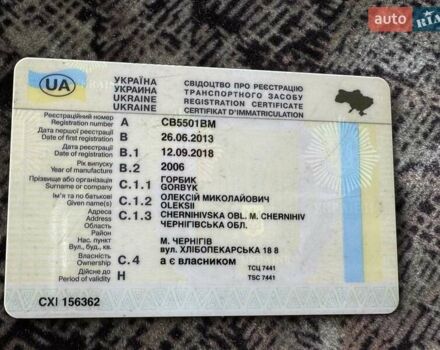 auto RIA
UA
УКРАЇНА
УКРАИНА
UKRAINE
UKRAINE
СВІДОЦТВО ПРО РЕЄСТРАЦІЮ
ТРАНСПОРТНОГО ЗАСОБУ
REGISTRATION CERTIFICATE
CERTIFICAT D'IMMATRICULATION
Реєстраційний номер
Registration number A CB5501BM
Дата першої реєстрації
Date of first registration B 26.06.2013
Дата реєстрації
Date of registration B.1 12.09.2018
Рік випуску
Year of manufacture B.2 2006
Прізвище або організація ГОРБИК
Surname or company C.1.1 GORBYK
Ім'я та по батькові ОЛЕКСІЙ МИКОЛАЙОВИЧ
Given name(s) C.1.2 OLEKSII
Адреса
Address C.1.3 CHERNIHIVSKA OBL. M. CHERNIHIV
Область ЧЕРНІГІВСЬКА ОБЛ.
Район
Нас. пункт М. ЧЕРНІГІВ
Вул., буд., кв. вул. ХЛІБОПЕКАРСЬКА 18 8
Власність
Ownership C.4 а є власником ТСЦ 7441
Дійсне до
Period of validity H TSC 7441
CXI 156362